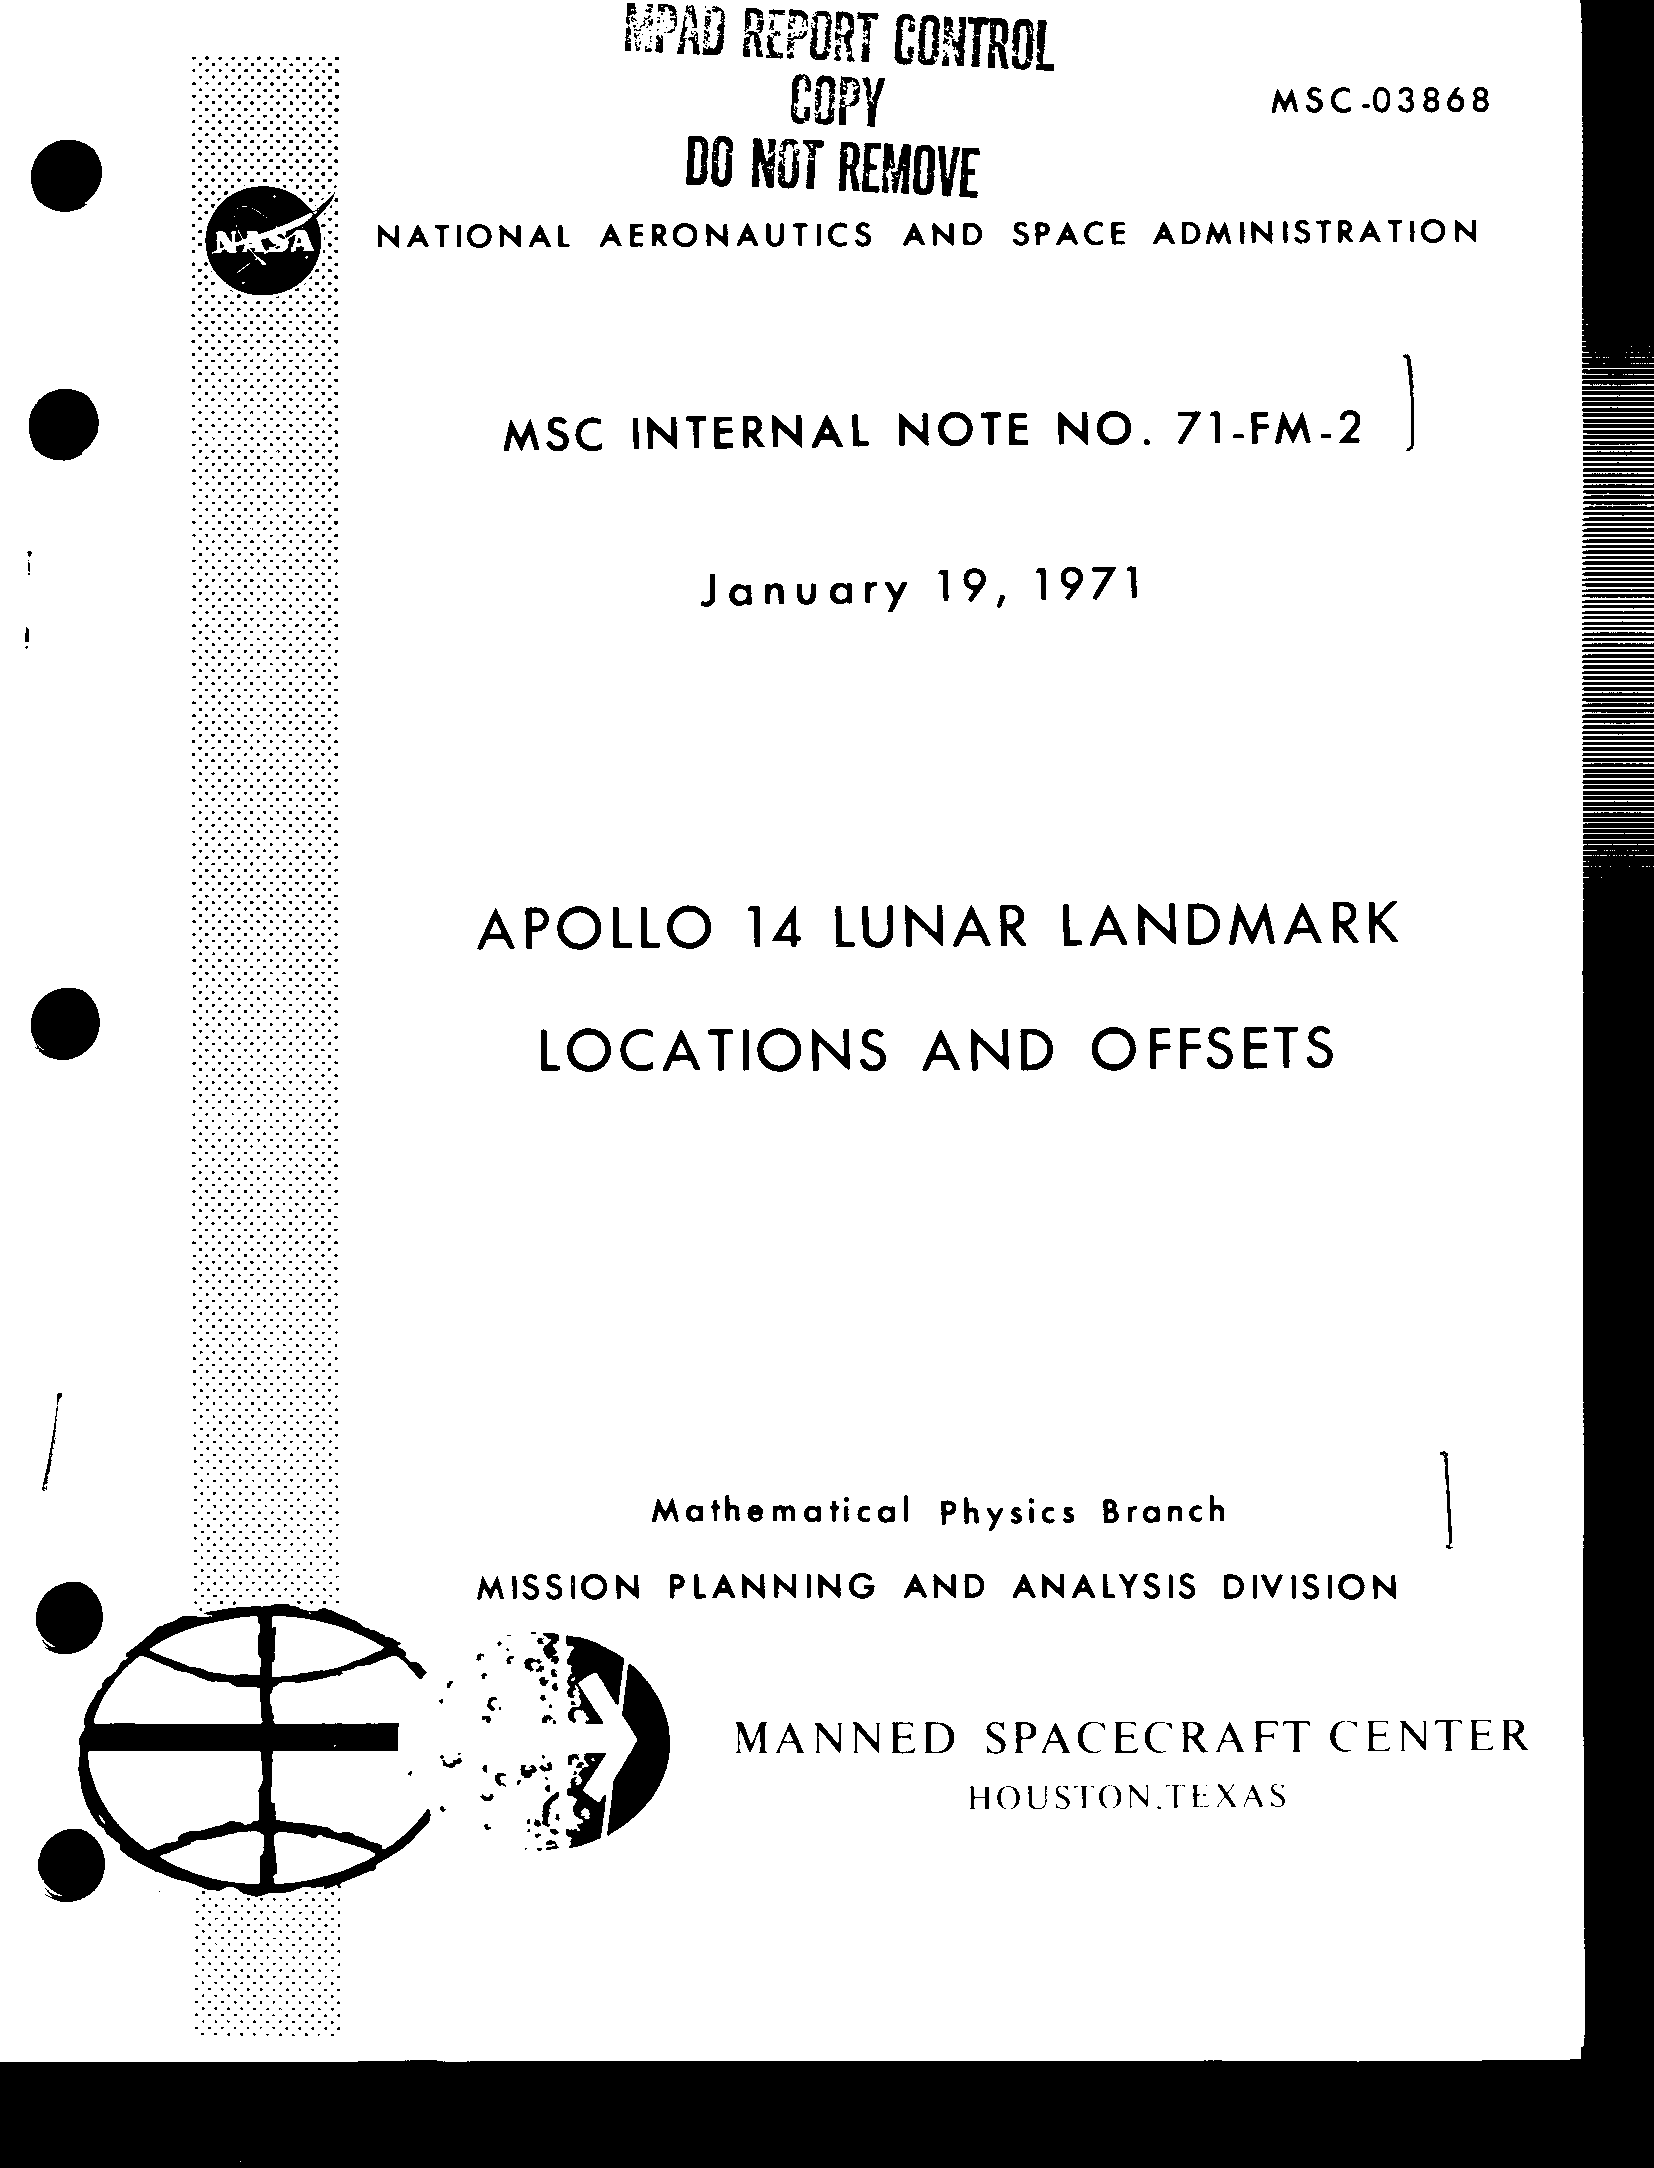 MPAD REPORT CONTROL
COPY
DO NOT REMOVE
MSC-03868
NASA
NATIONAL AERONAUTICS AND SPACE ADMINISTRATION
MSC INTERNAL NOTE NO. 71-FM-2
January 19, 1971
APOLLO 14 LUNAR LANDMARK
LOCATIONS AND OFFSETS
Mathematical Physics Branch
MISSION PLANNING AND ANALYSIS DIVISION
MANNED SPACECRAFT CENTER
HOUSTON, TEXAS